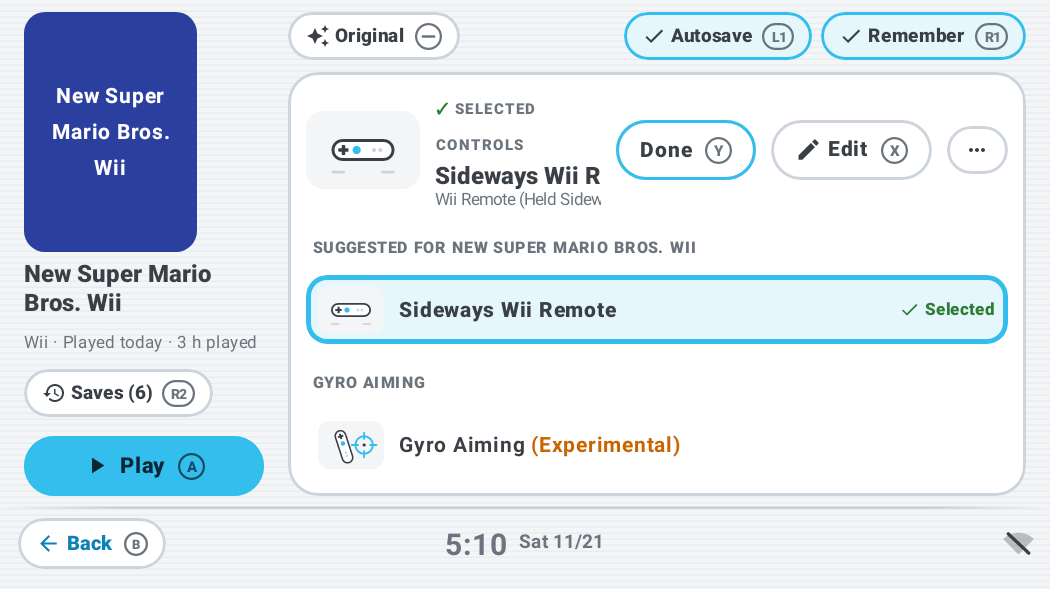 New Super
Mario Bros.
Wii
New Super Mario
Bros. Wii
Wii · Played today · 3 h played
Saves (6) R2
Play A
Original
Autosave L1
Remember R1
✓ SELECTED
CONTROLS
Sideways Wii R
Wii Remote (Held Sidew
Done Y
Edit X
...
SUGGESTED FOR NEW SUPER MARIO BROS. WII
Sideways Wii Remote
Selected
GYRO AIMING
Gyro Aiming (Experimental)
Back B
5:10 Sat 11/21